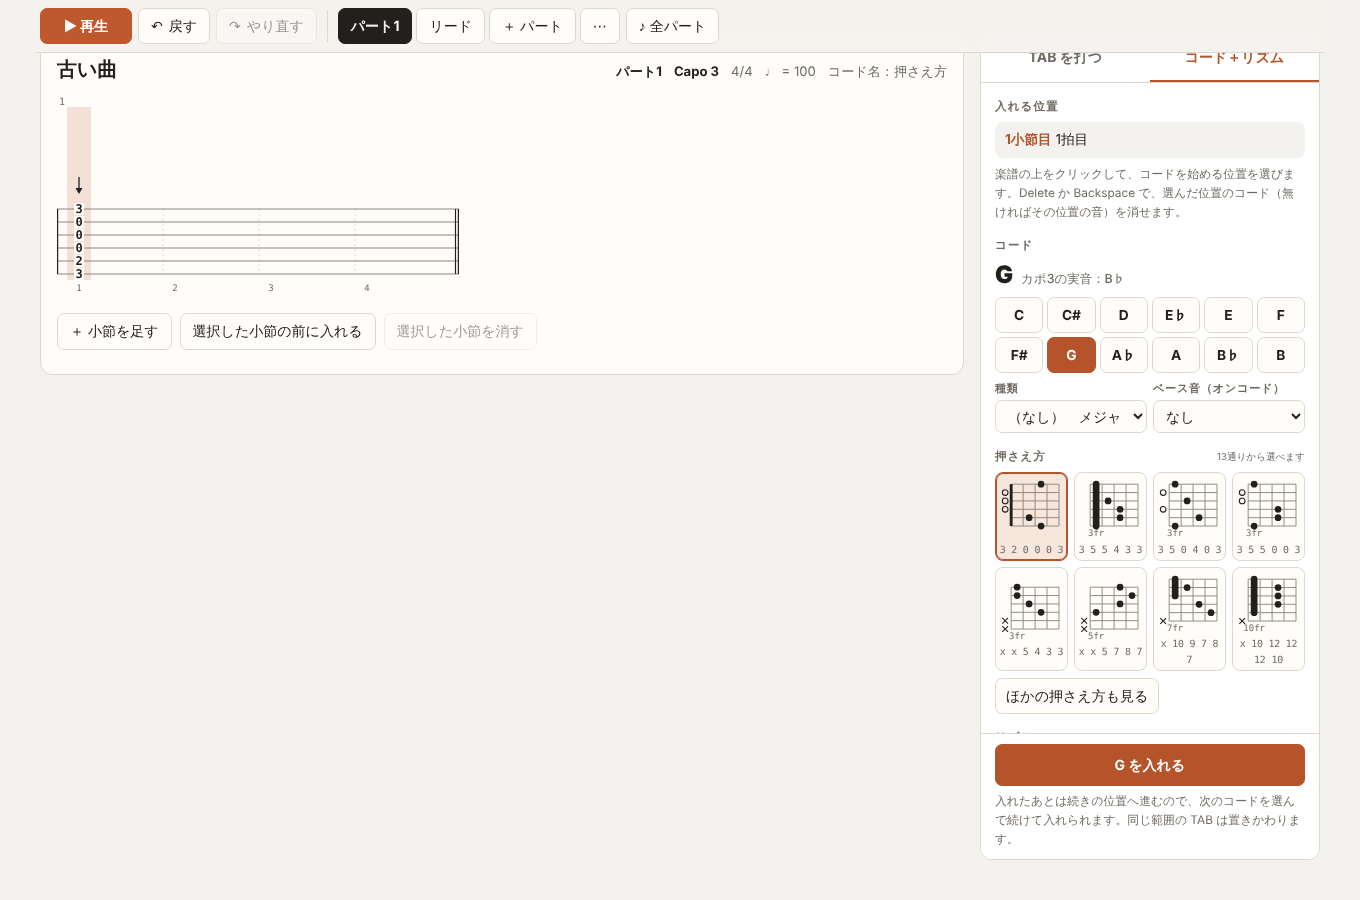 ▶ 再生 ↶ 戻す ↷ やり直す パート1 リード ＋ パート … ♪ 全パート
古い曲 パート1 Capo 3 4/4 ♩ = 100 コード名：押さえ方
1
3
0
0
0
2
3
1 2 3 4
＋ 小節を足す 選択した小節の前に入れる 選択した小節を消す
TAB を打つ コード＋リズム
入れる位置
1小節目 1拍目
楽譜の上をクリックして、コードを始める位置を選びま
す。Delete か Backspace で、選んだ位置のコード（無
ければその位置の音）を消せます。
コード
G カポ3の実音：B♭
C C# D E♭ E F
F# G A♭ A B♭ B
種類 ベース音（オンコード）
（なし） メジャ なし
押さえ方 13通りから選べます
3fr 3fr 3fr
3 2 0 0 0 3 3 5 5 4 3 3 3 5 0 4 0 3 3 5 5 0 0 3
3fr 5fr 7fr 10fr
x x 5 4 3 3 x x 5 7 8 7 x 10 9 7 8 x 10 12 12
7 12 10
ほかの押さえ方も見る
G を入れる
入れたあとは続きの位置へ進むので、次のコードを選ん
で続けて入れられます。同じ範囲の TAB は置きかわりま
す。